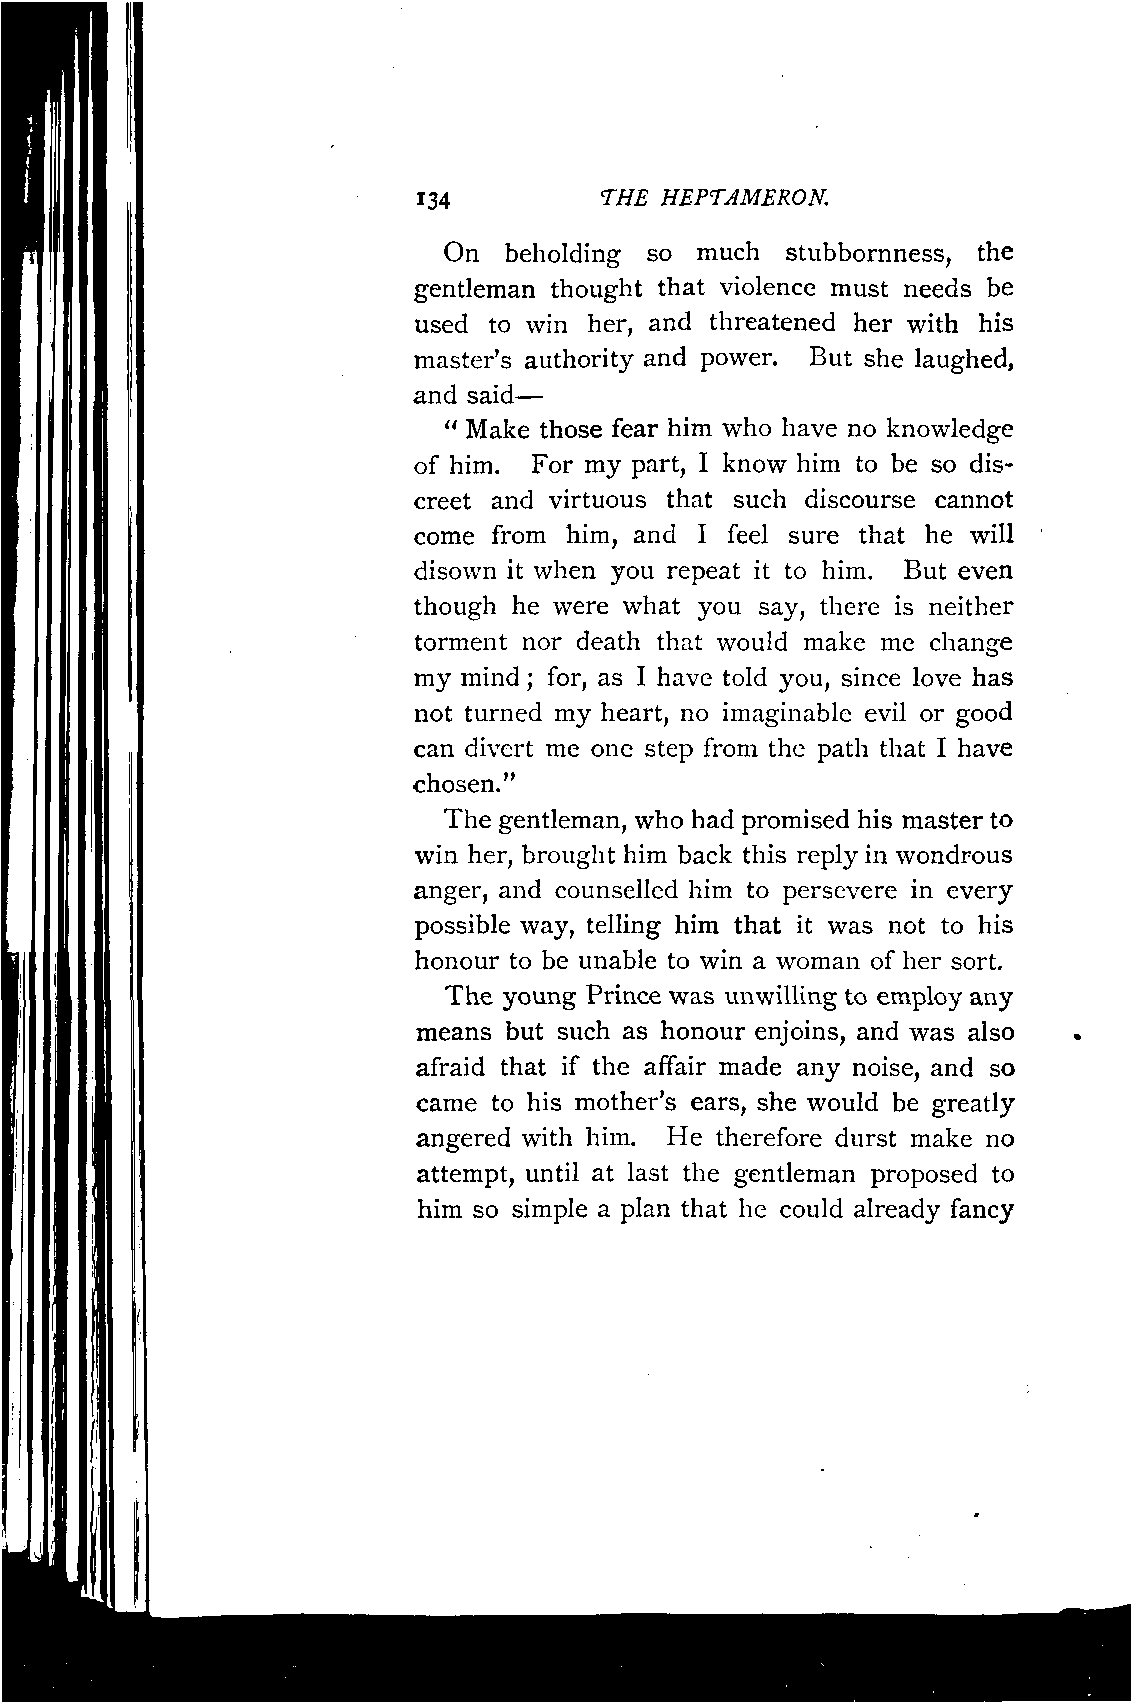 134 THE HEPTAMERON.
On beholding so much stubbornness, the
gentleman thought that violence must needs be
used to win her, and threatened her with his
master's authority and power. But she laughed,
and said—
" Make those fear him who have no knowledge
of him. For my part, I know him to be so dis-
creet and virtuous that such discourse cannot
come from him, and I feel sure that he will
disown it when you repeat it to him. But even
though he were what you say, there is neither
torment nor death that would make me change
my mind ; for, as I have told you, since love has
not turned my heart, no imaginable evil or good
can divert me one step from the path that I have
chosen."
The gentleman, who had promised his master to
win her, brought him back this reply in wondrous
anger, and counselled him to persevere in every
possible way, telling him that it was not to his
honour to be unable to win a woman of her sort.
The young Prince was unwilling to employ any
means but such as honour enjoins, and was also
afraid that if the affair made any noise, and so
came to his mother's ears, she would be greatly
angered with him. He therefore durst make no
attempt, until at last the gentleman proposed to
him so simple a plan that he could already fancy